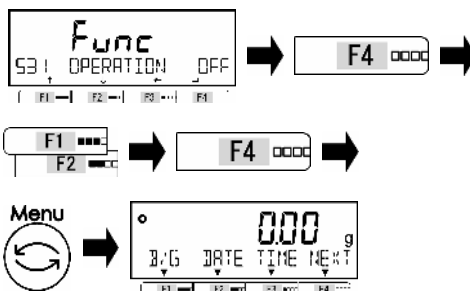 Func
531 OPERATION OFF
F1 F2 F3 F4
F4
F1
F2
F4
Menu
0.00 g
B/G DATE TIME NEXT
F1 F2 F3 F4